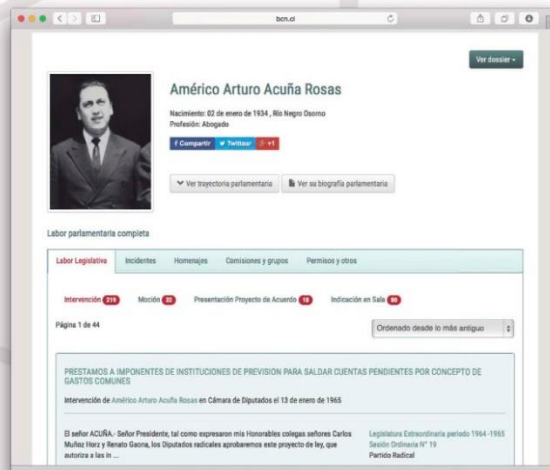 bcn.cl
Ver dossier
Américo Arturo Acuña Rosas
Nacimiento: 02 de enero de 1934 , Río Negro Osorno
Profesión: Abogado
Compartir Twittear +1
Ver trayectoria parlamentaria Ver su biografía parlamentaria
Labor parlamentaria completa
Labor Legislativa Incidentes Homenajes Comisiones y grupos Permisos y otros
Intervención 219 Moción Presentación Proyecto de Acuerdo 18 Indicación en Sala
Página 1 de 44 Ordenado desde lo más antiguo
PRESTAMOS A IMPONENTES DE INSTITUCIONES DE PREVISION PARA SALDAR CUENTAS PENDIENTES POR CONCEPTO DE
GASTOS COMUNES
Intervención de Américo Arturo Acuña Rosas en Cámara de Diputados el 13 de enero de 1965
El señor ACUÑA.- Señor Presidente, tal como expresaron mis Honorables colegas señores Carlos
Muñoz Horz y Renato Gaona, los Diputados radicales aprobaremos este proyecto de ley, que
autoriza a las in ...
Legislatura Extraordinaria periodo 1964 -1965
Sesión Ordinaria N° 19
Partido Radical